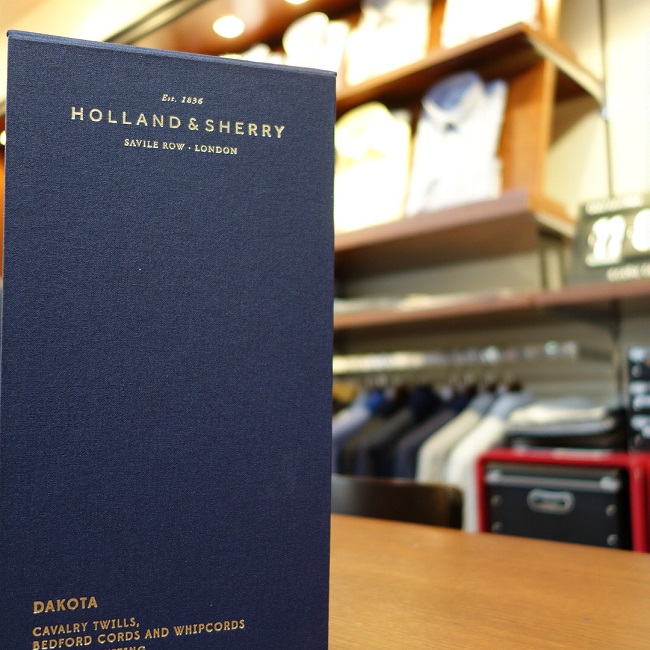 Est. 1836
HOLLAND & SHERRY
SAVILE ROW · LONDON
DAKOTA
CAVALRY TWILLS,
BEDFORD CORDS AND WHIPCORDS